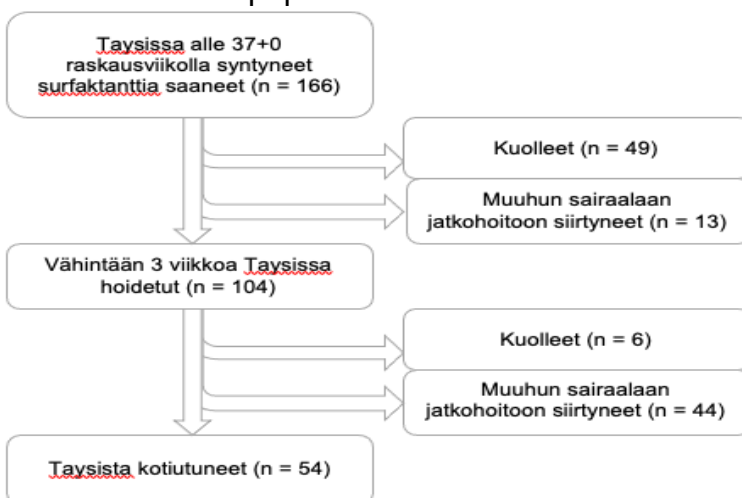 Taysissa alle 37+0
raskausviikolla syntyneet
surfaktanttia saaneet (n = 166)
Kuolleet (n = 49)
Muuhun sairaalaan
jatkohoitoon siirtyneet (n = 13)
Vähintään 3 viikkoa Taysissa
hoidetut (n = 104)
Kuolleet (n = 6)
Muuhun sairaalaan
jatkohoitoon siirtyneet (n = 44)
Taysista kotiutuneet (n = 54)